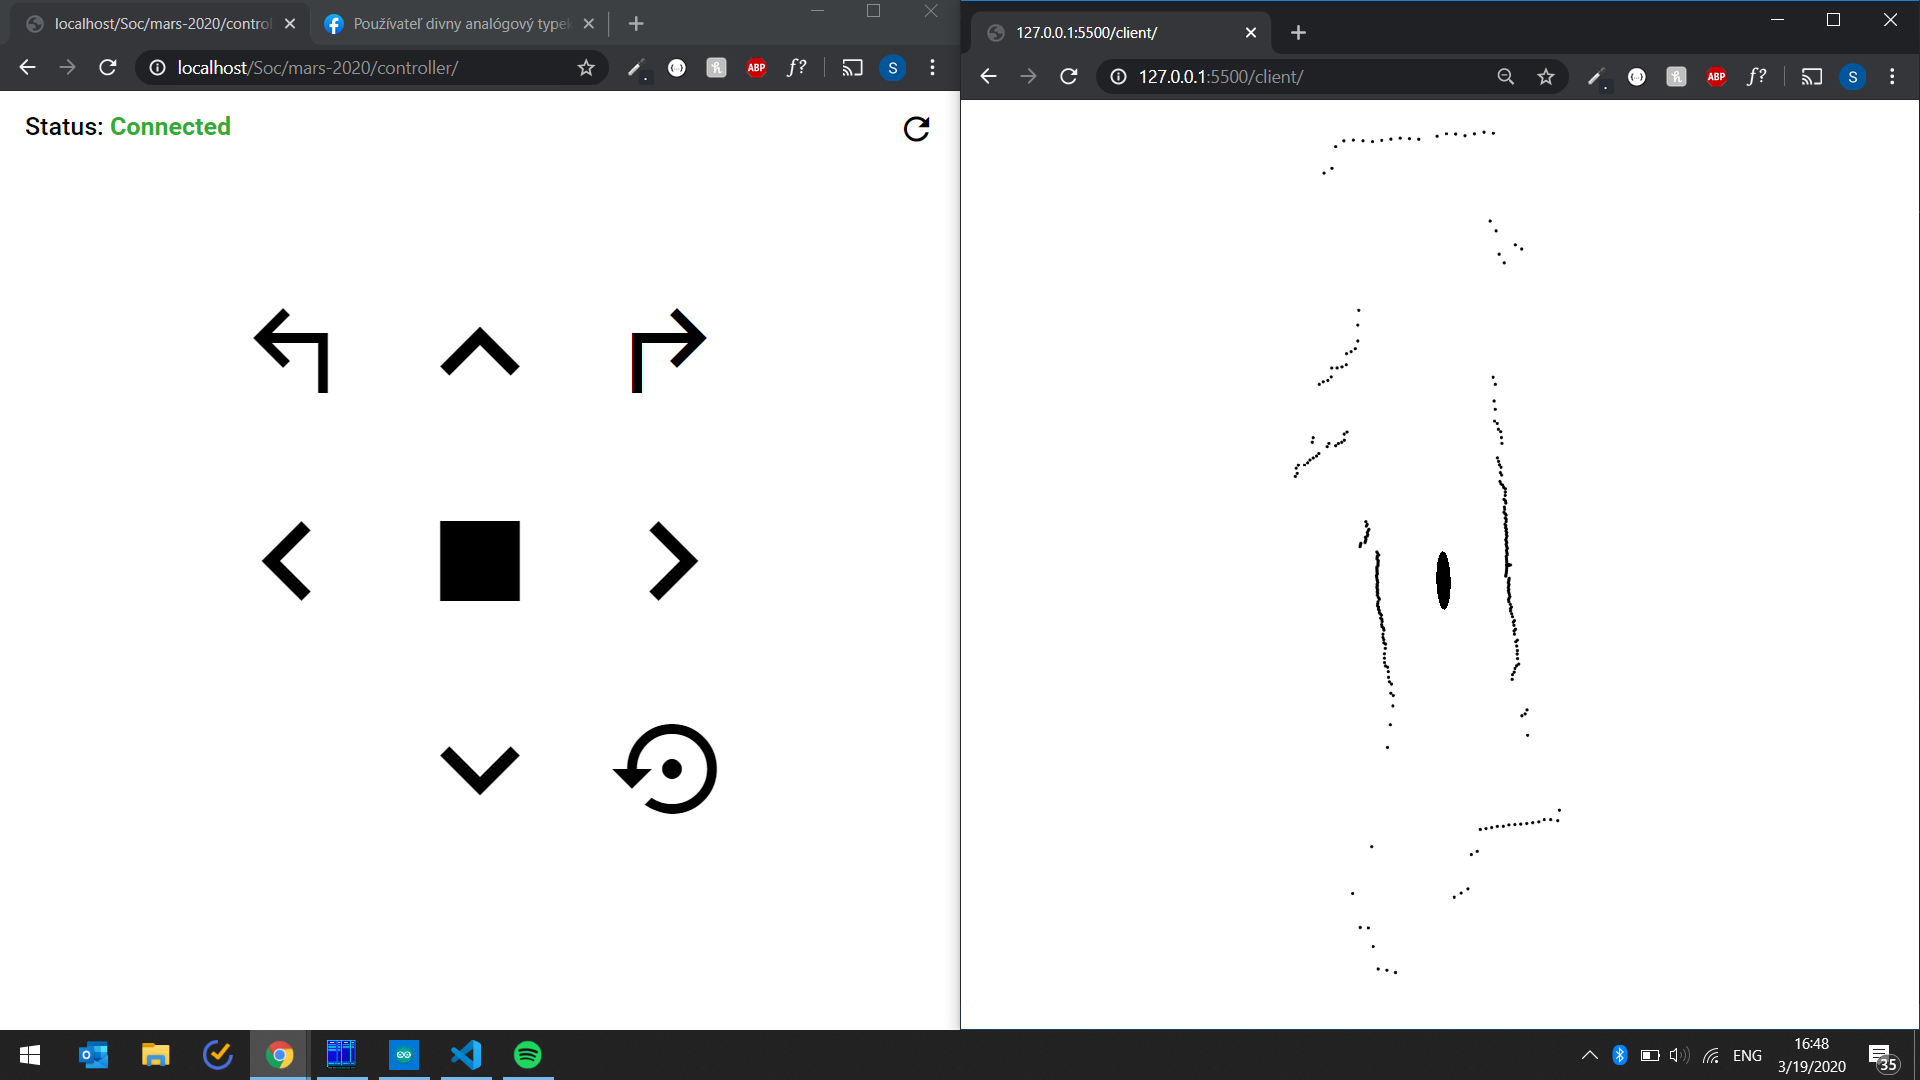 localhost/Soc/mars-2020/control
Používateľ divny analógový typek
localhost/Soc/mars-2020/controller/
ABP
f?
S
Status: Connected
127.0.0.1:5500/client/
127.0.0.1:5500/client/
ABP
f?
S
ENG
16:48
3/19/2020
35